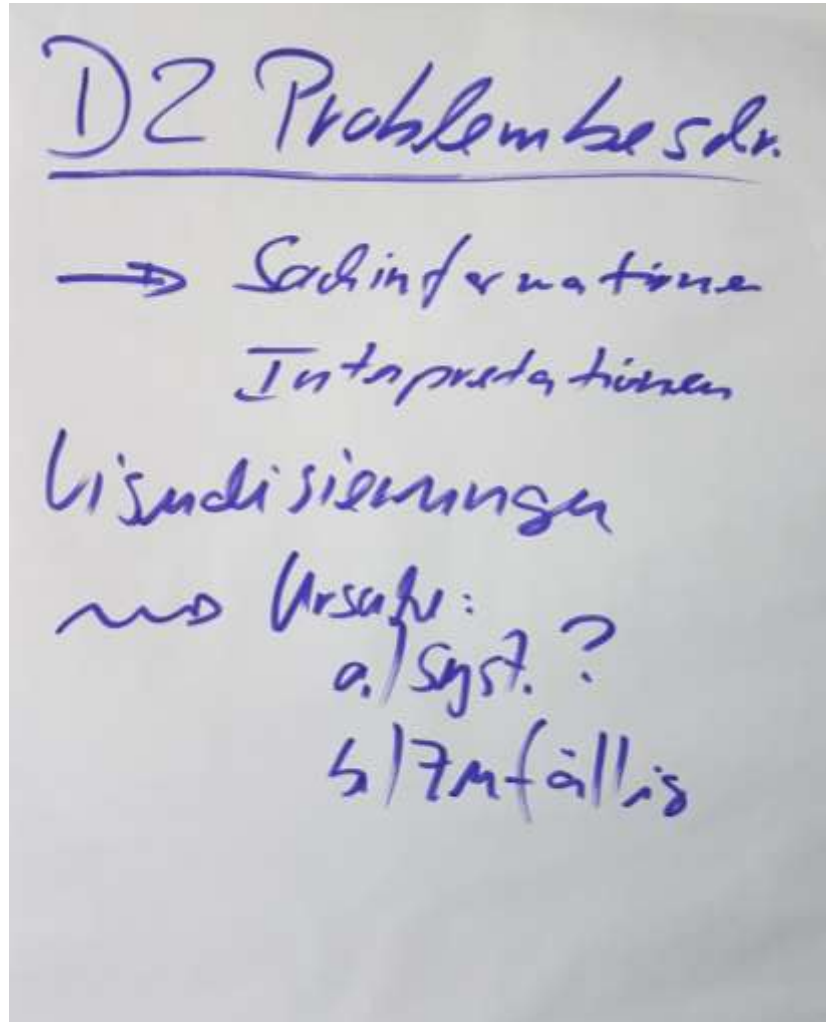 D2 Problembeschr.
→ Sachinformationen
Interpretationen
Visualisierungen
⇝ Ursache:
a.) Syst. ?
b) Zufällig